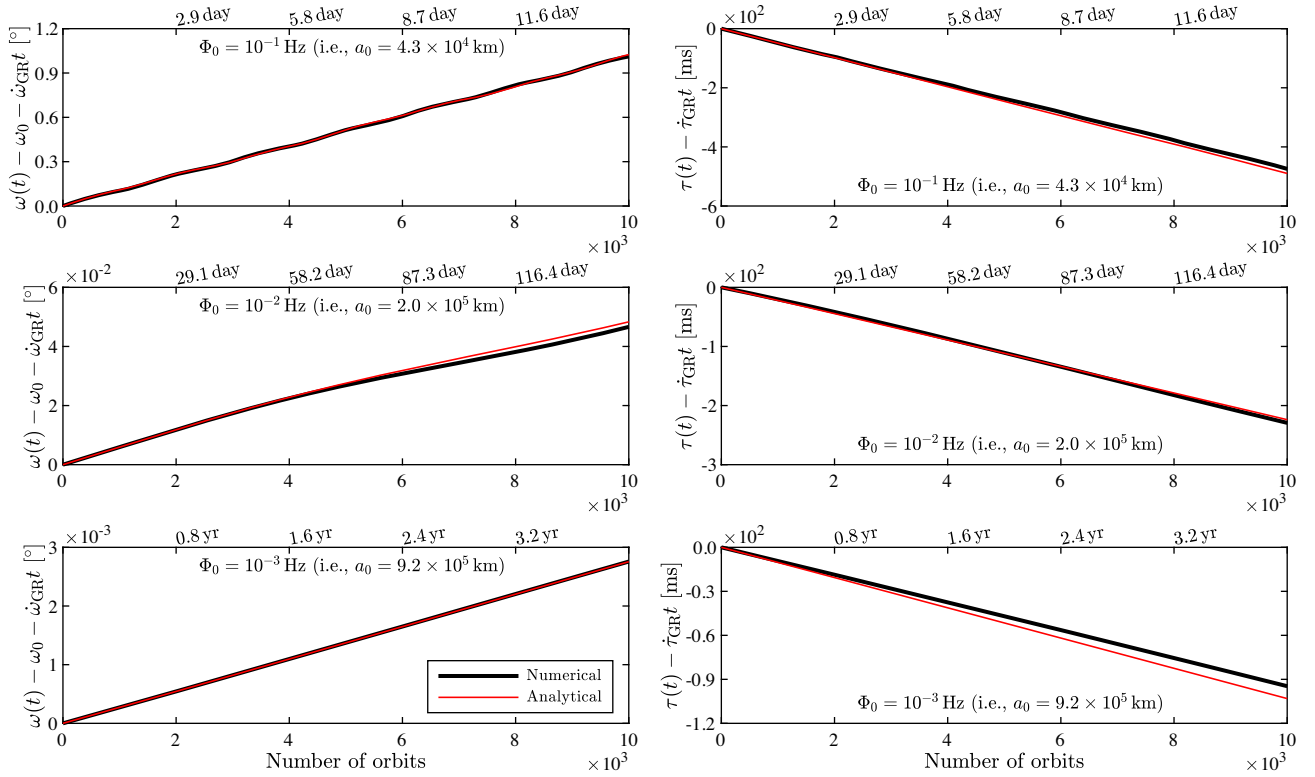 2.9 day 5.8 day 8.7 day 11.6 day
1.2
0.9
0.6
0.3
0.0
ω(t) − ω₀ − ω̇_GR t [°]
Φ₀ = 10⁻¹ Hz (i.e., a₀ = 4.3 × 10⁴ km)
0 2 4 6 8 10
×10³
×10² 2.9 day 5.8 day 8.7 day 11.6 day
0
-2
-4
-6
τ(t) − τ̇_GR t [ms]
Φ₀ = 10⁻¹ Hz (i.e., a₀ = 4.3 × 10⁴ km)
0 2 4 6 8 10
×10³
×10⁻² 29.1 day 58.2 day 87.3 day 116.4 day
6
4
2
0
ω(t) − ω₀ − ω̇_GR t [°]
Φ₀ = 10⁻² Hz (i.e., a₀ = 2.0 × 10⁵ km)
0 2 4 6 8 10
×10³
×10² 29.1 day 58.2 day 87.3 day 116.4 day
0
-1
-2
-3
τ(t) − τ̇_GR t [ms]
Φ₀ = 10⁻² Hz (i.e., a₀ = 2.0 × 10⁵ km)
0 2 4 6 8 10
×10³
×10⁻³ 0.8 yr 1.6 yr 2.4 yr 3.2 yr
3
2
1
0
ω(t) − ω₀ − ω̇_GR t [°]
Φ₀ = 10⁻³ Hz (i.e., a₀ = 9.2 × 10⁵ km)
Numerical
Analytical
0 2 4 6 8 10
Number of orbits
×10³
×10² 0.8 yr 1.6 yr 2.4 yr 3.2 yr
0.0
-0.3
-0.6
-0.9
-1.2
τ(t) − τ̇_GR t [ms]
Φ₀ = 10⁻³ Hz (i.e., a₀ = 9.2 × 10⁵ km)
0 2 4 6 8 10
Number of orbits
×10³